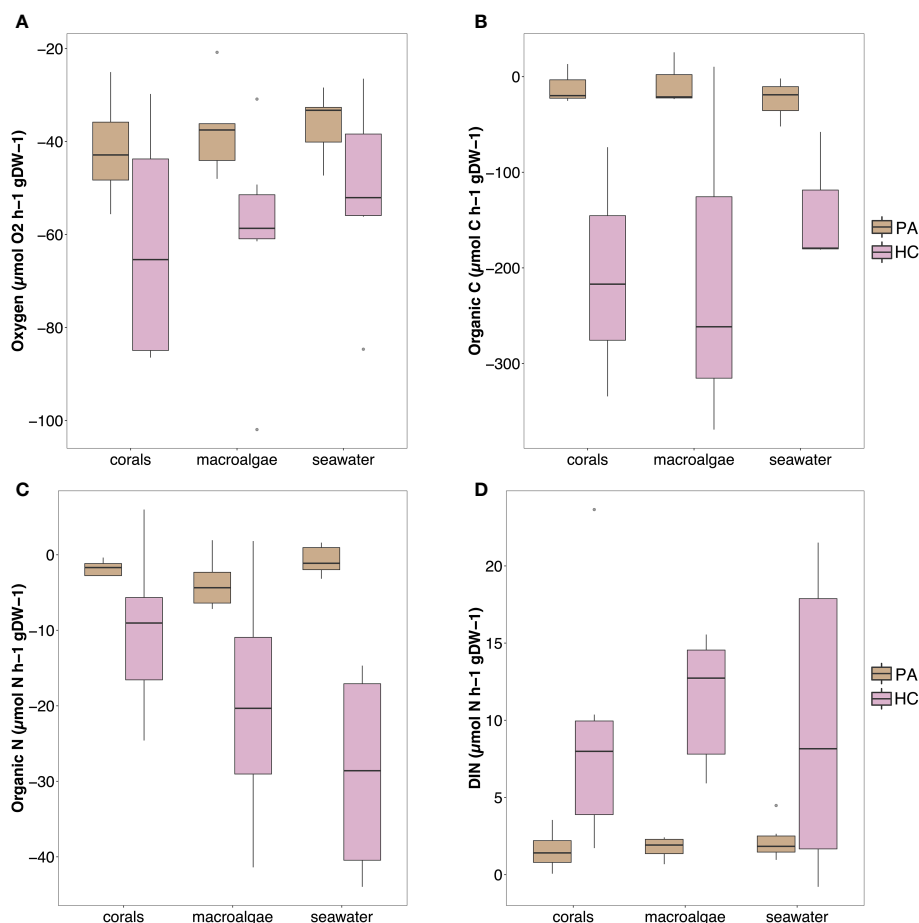 A
Oxygen (µmol O2 h−1 gDW−1)
−20
−40
−60
−80
−100
corals macroalgae seawater
B
Organic C (µmol C h−1 gDW−1)
0
−100
−200
−300
corals macroalgae seawater
PA
HC
C
Organic N (µmol N h−1 gDW−1)
0
−10
−20
−30
−40
corals macroalgae seawater
D
DIN (µmol N h−1 gDW−1)
20
15
10
5
0
corals macroalgae seawater
PA
HC